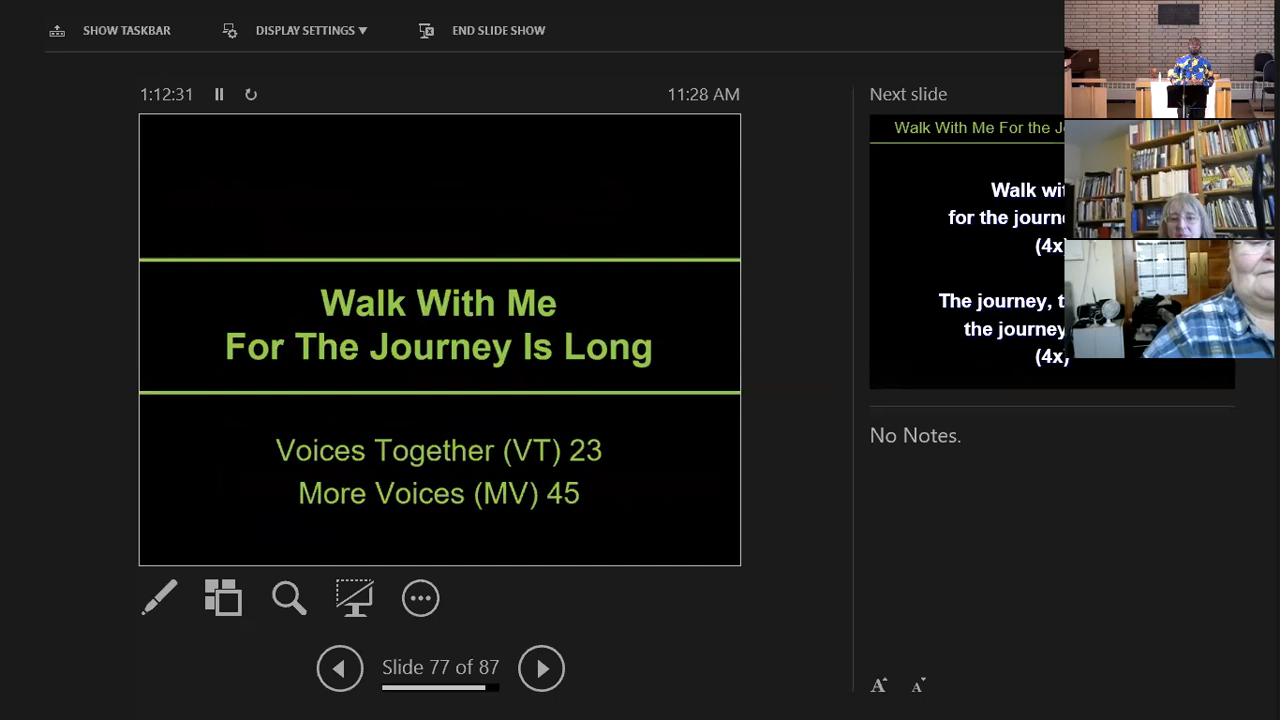 SHOW TASKBAR
DISPLAY SETTINGS
END SLIDE SHOW
1:12:31
11:28 AM
Walk With Me
For The Journey Is Long
Voices Together (VT) 23
More Voices (MV) 45
Slide 77 of 87
Next slide
Walk With Me For the
Walk
for the
(4x)
The journey,
the journey
(4x)
No Notes.
A
A